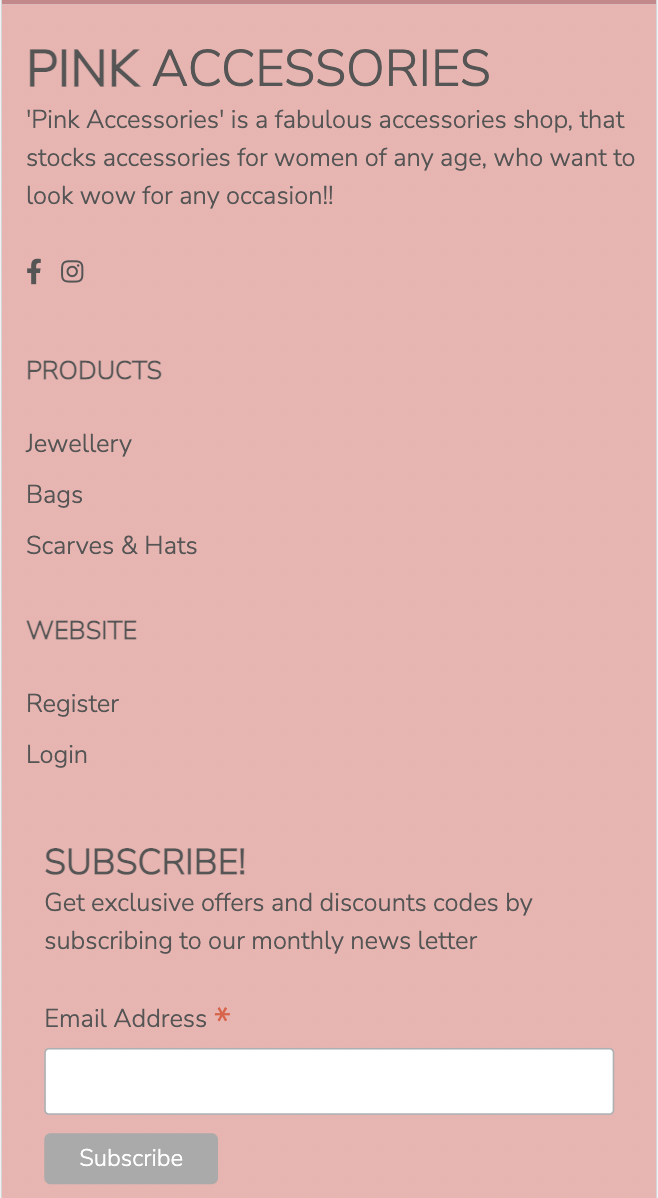 PINK ACCESSORIES
'Pink Accessories' is a fabulous accessories shop, that
stocks accessories for women of any age, who want to
look wow for any occasion!!
PRODUCTS
Jewellery
Bags
Scarves & Hats
WEBSITE
Register
Login
SUBSCRIBE!
Get exclusive offers and discounts codes by
subscribing to our monthly news letter
Email Address *
Subscribe